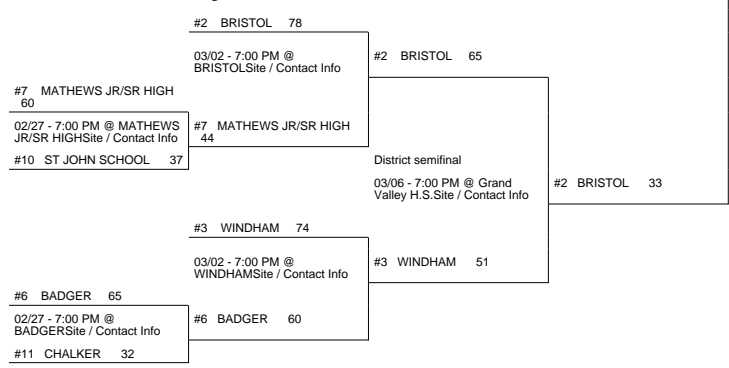 #2 BRISTOL 78
03/02 - 7:00 PM @
BRISTOLSite / Contact Info
#2 BRISTOL 65
#7 MATHEWS JR/SR HIGH
60
02/27 - 7:00 PM @ MATHEWS
JR/SR HIGHSite / Contact Info
#7 MATHEWS JR/SR HIGH
44
#10 ST JOHN SCHOOL 37
District semifinal
03/06 - 7:00 PM @ Grand
Valley H.S.Site / Contact Info
#2 BRISTOL 33
#3 WINDHAM 74
03/02 - 7:00 PM @
WINDHAMSite / Contact Info
#3 WINDHAM 51
#6 BADGER 65
02/27 - 7:00 PM @
BADGERSite / Contact Info
#6 BADGER 60
#11 CHALKER 32